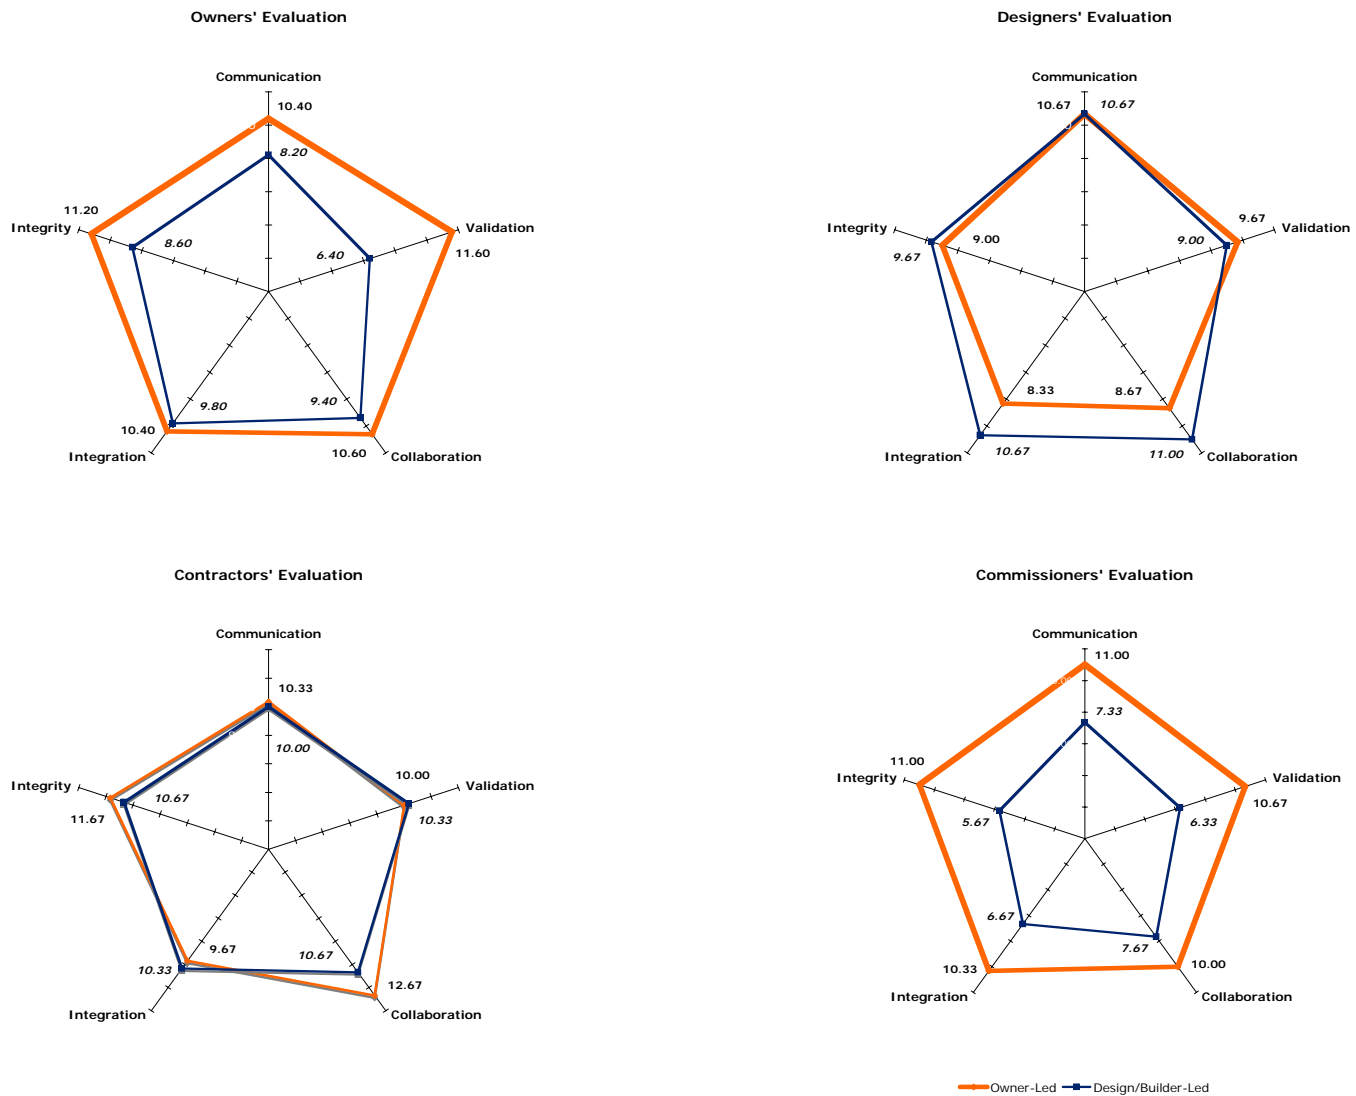 Owners' Evaluation
Communication
10.40
8.20
11.20
Integrity
8.60
6.40
Validation
11.60
9.80
9.40
10.40
10.60
Integration
Collaboration
Designers' Evaluation
Communication
10.67
10.67
Integrity
9.00
9.67
9.67
9.00
Validation
8.33
8.67
10.67
11.00
Integration
Collaboration
Contractors' Evaluation
Communication
10.33
10.00
Integrity
10.67
11.67
10.00
Validation
10.33
9.67
10.67
10.33
12.67
Integration
Collaboration
Commissioners' Evaluation
Communication
11.00
7.33
11.00
Integrity
5.67
6.33
Validation
10.67
6.67
7.67
10.33
10.00
Integration
Collaboration
Owner-Led
Design/Builder-Led